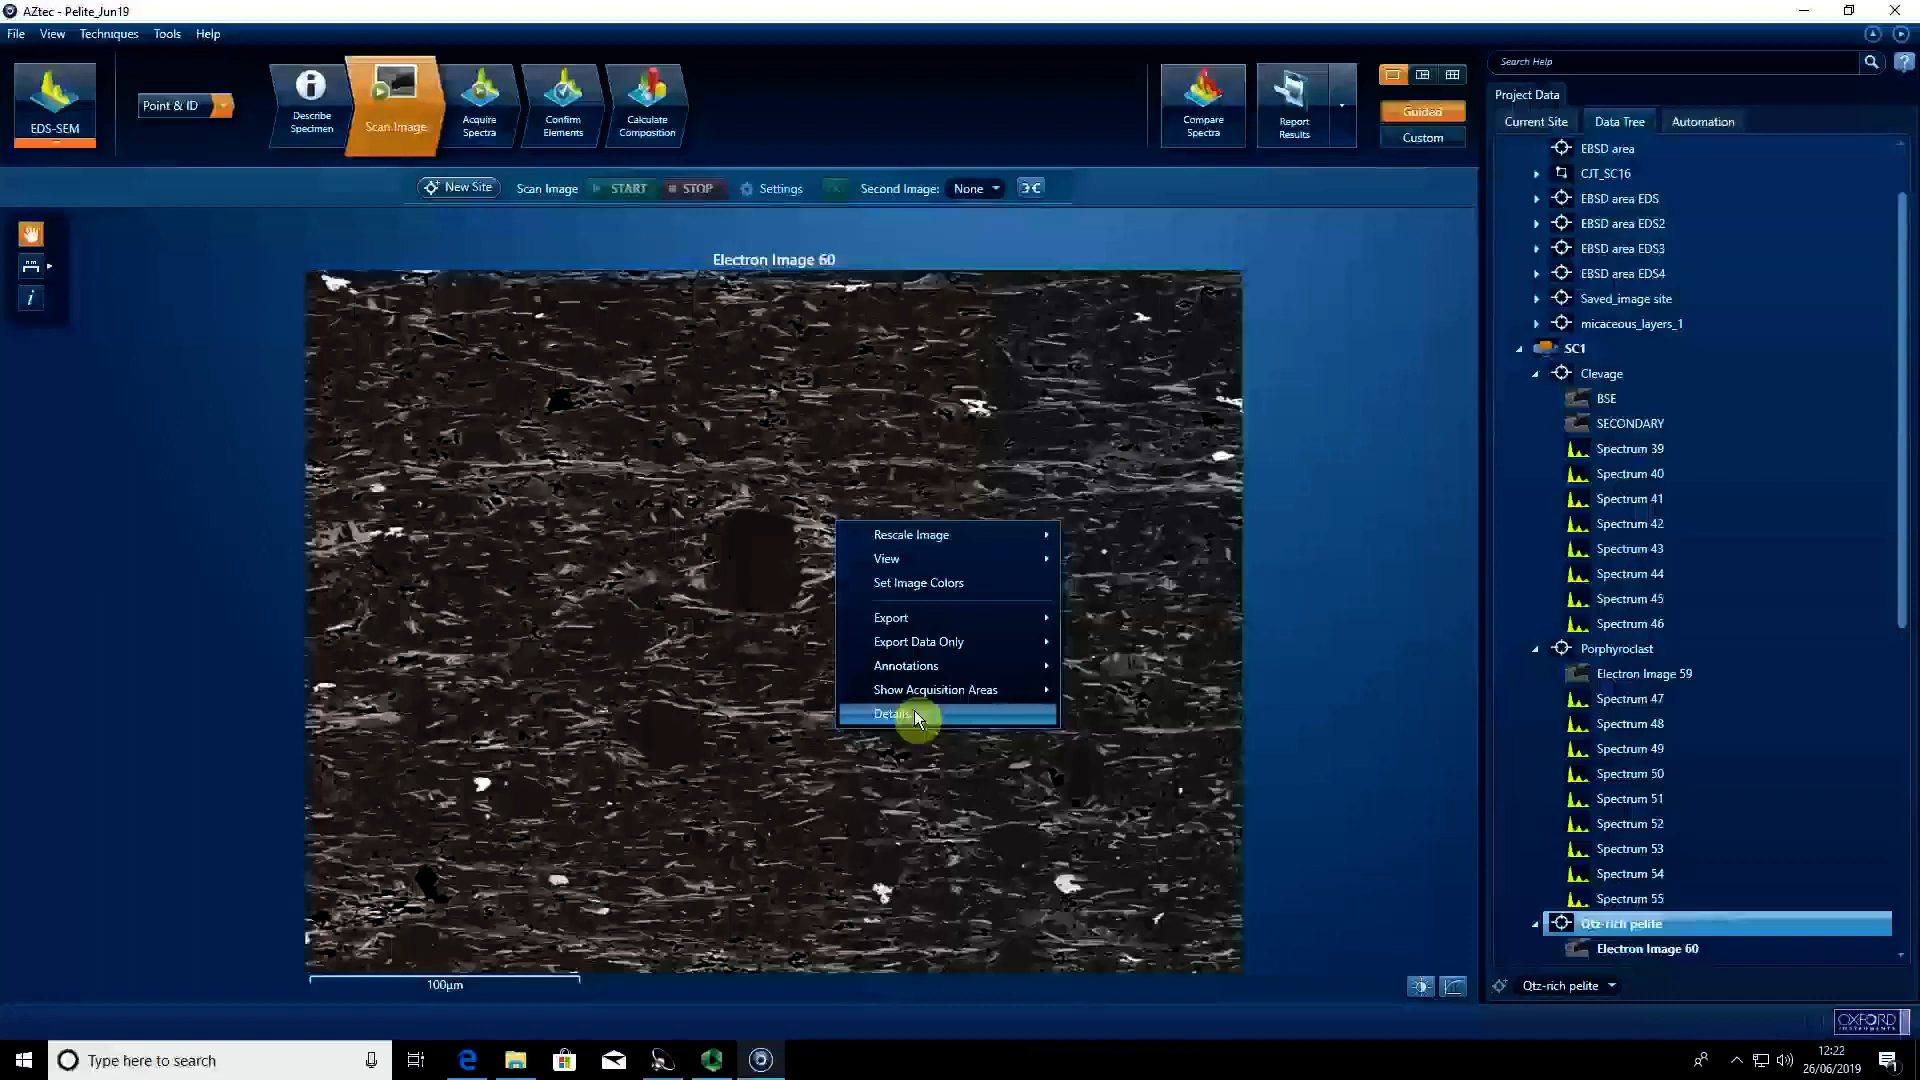 AZtec - Pelite_Jun19
File View Techniques Tools Help
EDS-SEM
Point & ID
Describe Specimen
Scan Image
Acquire Spectra
Confirm Elements
Calculate Composition
Compare Spectra
Report Results
Guided
Custom
Search Help
Project Data
Current Site Data Tree Automation
New Site Scan Image START STOP Settings Second Image: None
Electron Image 60
Rescale Image
View
Set Image Colors
Export
Export Data Only
Annotations
Show Acquisition Areas
Details
100µm
EBSD area
CJT_SC16
EBSD area EDS
EBSD area EDS2
EBSD area EDS3
EBSD area EDS4
Saved_image site
micaceous_layers_1
SC1
Clevage
BSE
SECONDARY
Spectrum 39
Spectrum 40
Spectrum 41
Spectrum 42
Spectrum 43
Spectrum 44
Spectrum 45
Spectrum 46
Porphyroclast
Electron Image 59
Spectrum 47
Spectrum 48
Spectrum 49
Spectrum 50
Spectrum 51
Spectrum 52
Spectrum 53
Spectrum 54
Spectrum 55
Qtz-rich pelite
Electron Image 60
Qtz-rich pelite
OXFORD
INSTRUMENTS
Type here to search
12:22
26/06/2019
1